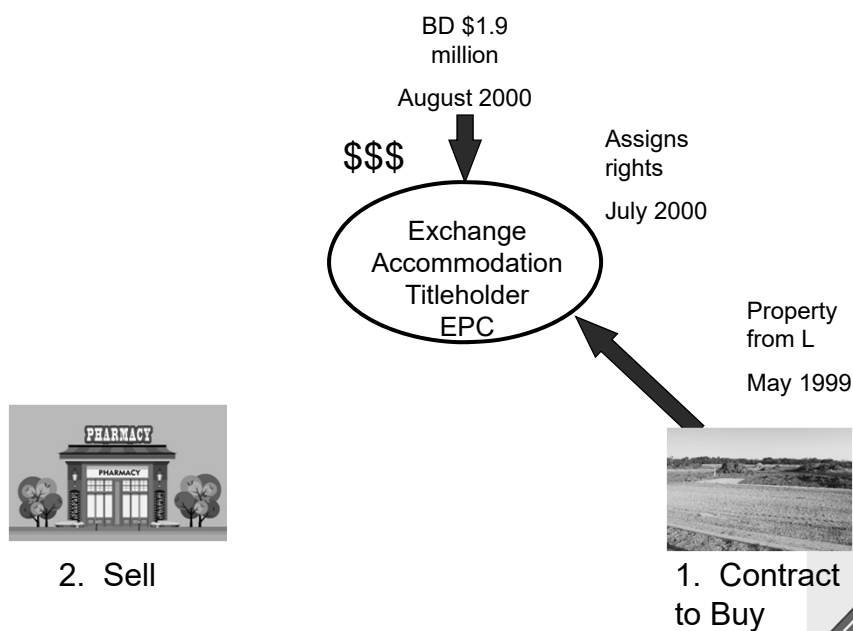 BD $1.9
million
August 2000
$$$
Assigns
rights
July 2000
Exchange
Accommodation
Titleholder
EPC
Property
from L
May 1999
PHARMACY
PHARMACY
2. Sell
1. Contract
to Buy